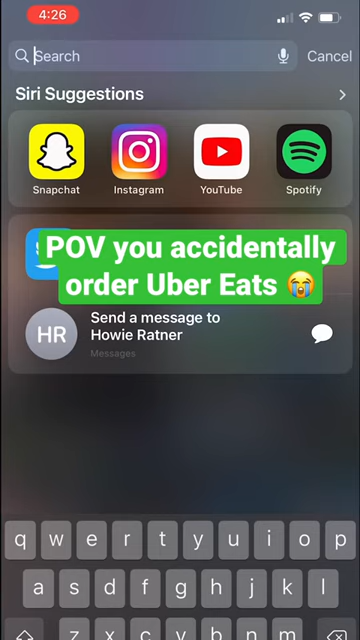 4:26
Search
Cancel
Siri Suggestions
Snapchat
Instagram
YouTube
Spotify
POV you accidentally
order Uber Eats 😭
HR
Send a message to
Howie Ratner
Messages
q w e r t y u i o p
a s d f g h j k l
z x c v b n m